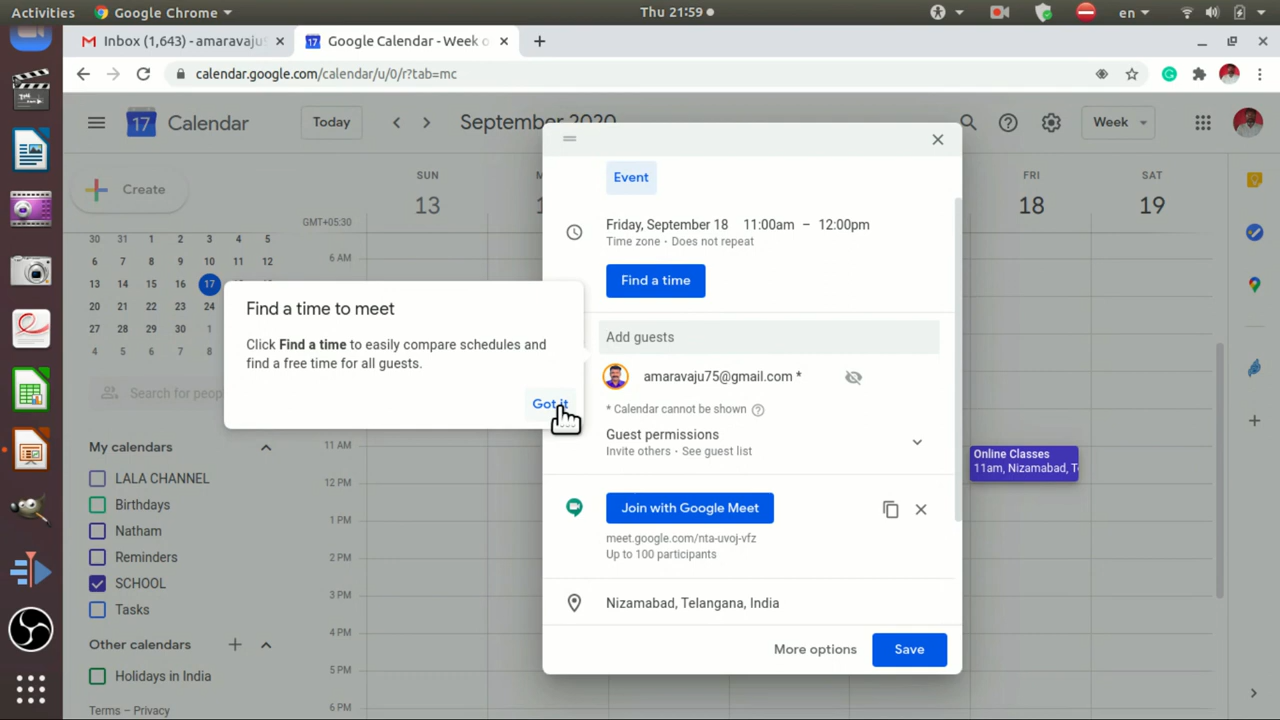 Activities
Google Chrome
Thu 21:59
en
Inbox (1,643) - amaravaju
Google Calendar - Week o
calendar.google.com/calendar/u/0/r?tab=mc
17
Calendar
Today
September 2020
Week
Create
GMT+05:30
SUN
13
FRI
18
SAT
19
30 31 1 2 3 4 5
6 7 8 9 10 11 12
13 14 15 16 17
20 21 22 23 24
27 28 29 30 1
4 5 6 7 8
6 AM
Search for peop
Find a time to meet
Click Find a time to easily compare schedules and
find a free time for all guests.
Got it
Event
Friday, September 18 11:00am – 12:00pm
Time zone • Does not repeat
Find a time
Add guests
amaravaju75@gmail.com *
* Calendar cannot be shown
Guest permissions
Invite others • See guest list
Join with Google Meet
meet.google.com/nta-uvoj-vfz
Up to 100 participants
Nizamabad, Telangana, India
More options
Save
Online Classes
11am, Nizamabad, T
11 AM
12 PM
1 PM
2 PM
3 PM
4 PM
5 PM
6 PM
My calendars
LALA CHANNEL
Birthdays
Natham
Reminders
SCHOOL
Tasks
Other calendars
Holidays in India
Terms – Privacy